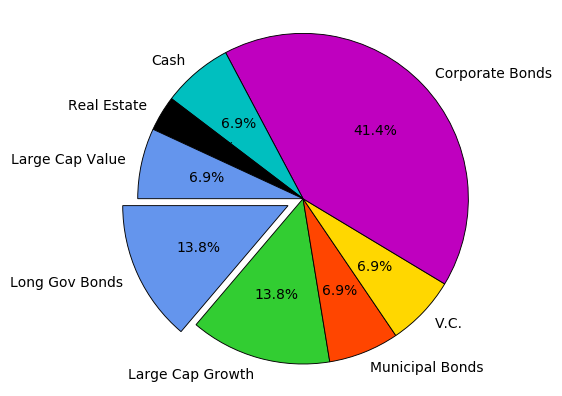 Cash
Corporate Bonds
Real Estate
6.9%
41.4%
Large Cap Value
6.9%
13.8%
6.9%
Long Gov Bonds
13.8%
6.9%
V.C.
Large Cap Growth
Municipal Bonds